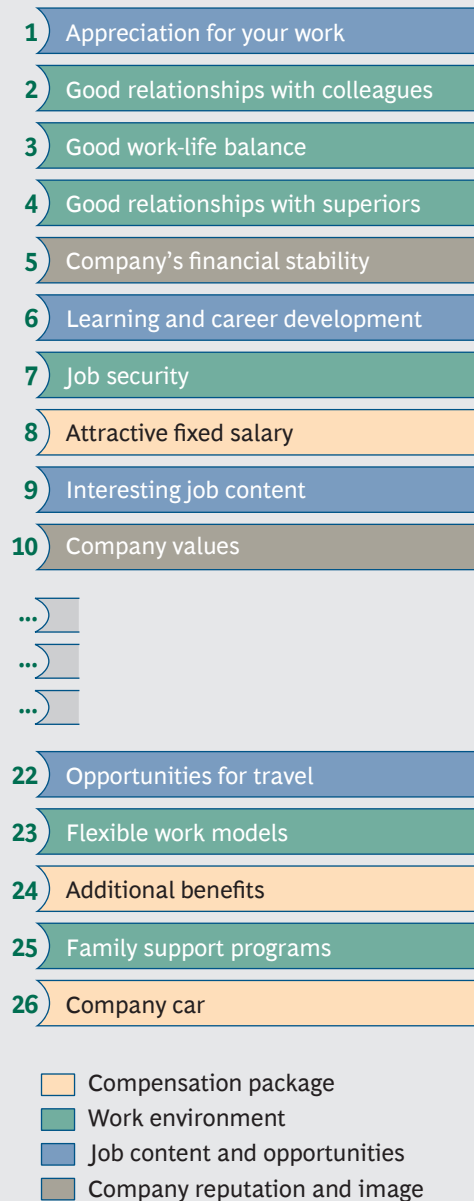 1 Appreciation for your work
2 Good relationships with colleagues
3 Good work-life balance
4 Good relationships with superiors
5 Company’s financial stability
6 Learning and career development
7 Job security
8 Attractive fixed salary
9 Interesting job content
10 Company values
...
...
...
22 Opportunities for travel
23 Flexible work models
24 Additional benefits
25 Family support programs
26 Company car
Compensation package
Work environment
Job content and opportunities
Company reputation and image